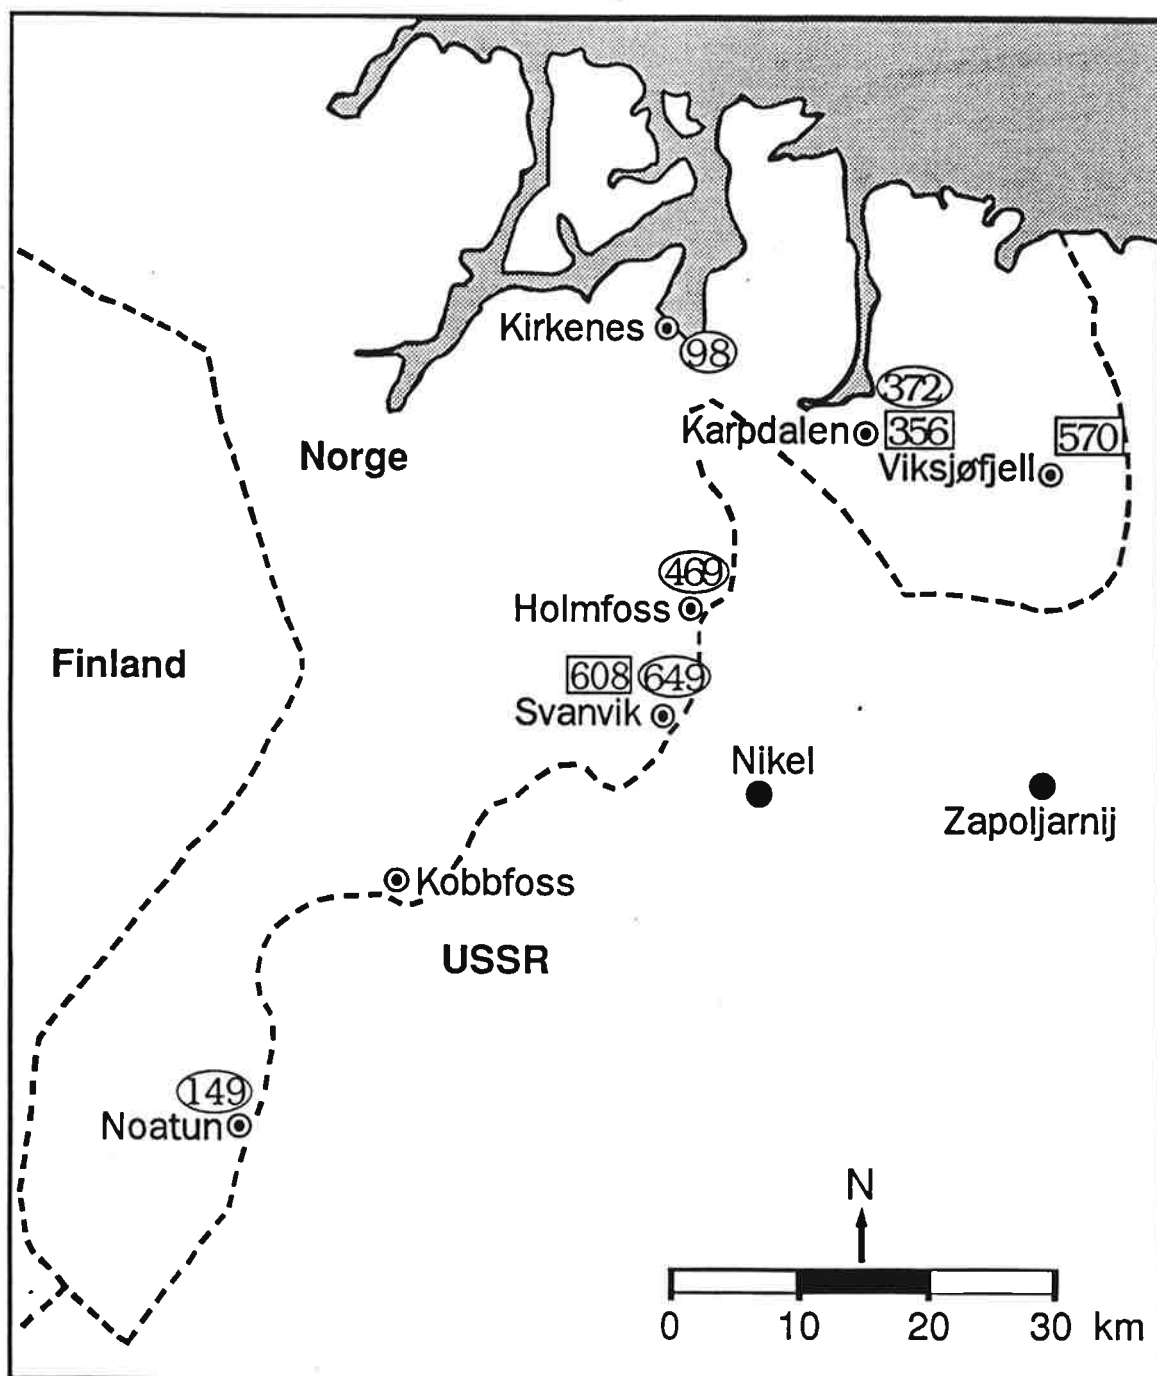 Kirkenes
98
372
Karpdalen 356
570
Norge
Viksjøfjell
469
Holmfoss
Finland
608 649
Svanvik
Nikel
Zapoljarnij
Kobbfoss
USSR
149
Noatun
N
0 10 20 30 km